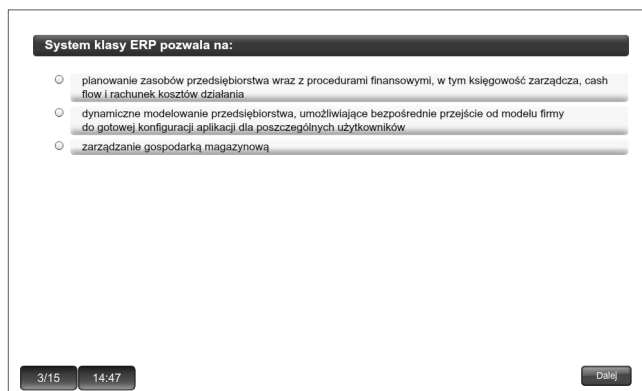 System klasy ERP pozwala na:
planowanie zasobów przedsiębiorstwa wraz z procedurami finansowymi, w tym księgowość zarządcza, cash
flow i rachunek kosztów działania
dynamiczne modelowanie przedsiębiorstwa, umożliwiające bezpośrednie przejście od modelu firmy
do gotowej konfiguracji aplikacji dla poszczególnych użytkowników
zarządzanie gospodarką magazynową
3/15 14:47 Dalej